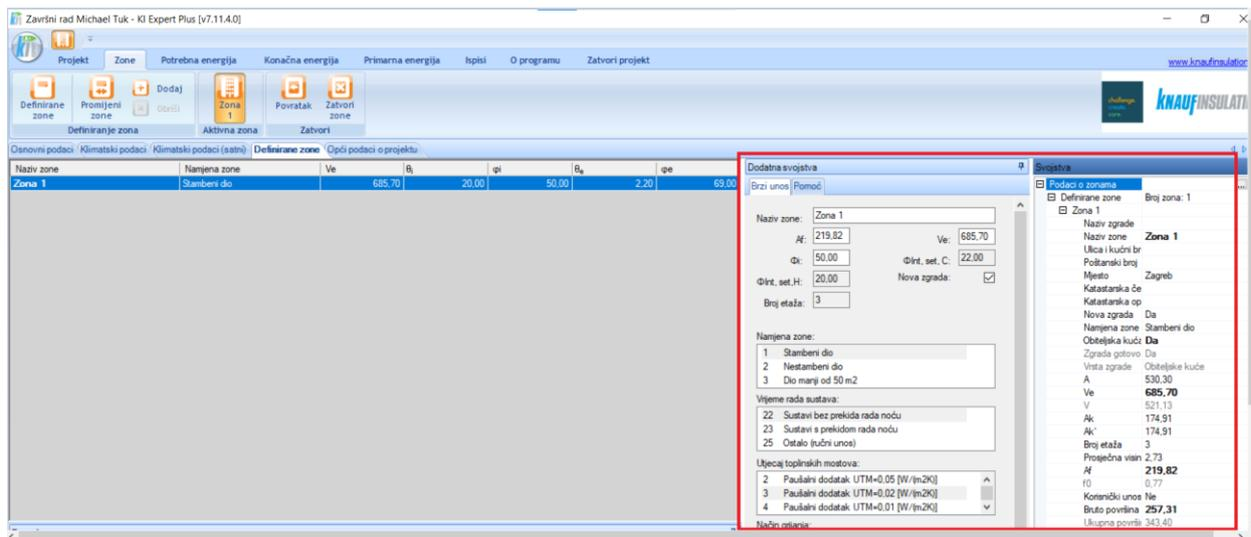 Završni rad Michael Tuk - KI Expert Plus [v7.11.4.0]
Projekt Zone Potrebna energija Konačna energija Primarna energija Ispisi O programu Zatvori projekt
www.knaufinsulation
Definirane zone
Promijeni zone
Dodaj
Obriši
Zona 1
Povratak
Zatvori zone
Definiranje zona Aktivna zona Zatvori
challenge. create. care.
KNAUFINSULATI
Osnovni podaci Klimatski podaci Klimatski podaci (satni) Definirane zone Opći podaci o projektu
Naziv zone Namjena zone Ve θi φi θe φe
Zona 1 Stambeni dio 685,70 20,00 50,00 2,20 69,00
Dodatna svojstva
Brzi unos Pomoć
Naziv zone: Zona 1
Af: 219,82 Ve: 685,70
Φi: 50,00 Φint, set, C: 22,00
Φint, set,H: 20,00 Nova zgrada:
Broj etaža: 3
Namjena zone:
1 Stambeni dio
2 Nestambeni dio
3 Dio manji od 50 m2
Vrijeme rada sustava:
22 Sustavi bez prekida rada noću
23 Sustavi s prekidom rada noću
25 Ostalo (ručni unos)
Utjecaj toplinskih mostova:
2 Paušalni dodatak UTM=0,05 [W/(m2K)]
3 Paušalni dodatak UTM=0,02 [W/(m2K)]
4 Paušalni dodatak UTM=0,01 [W/(m2K)]
Način grijanja:
Svojstva
Podaci o zonama
Definirane zone Broj zona: 1
Zona 1
Naziv zgrade
Naziv zone Zona 1
Ulica i kućni br
Poštanski broj
Mjesto Zagreb
Katastarska če
Katastarska op
Nova zgrada Da
Namjena zone Stambeni dio
Obiteljska kuća Da
Zgrada gotovo Da
Vrsta zgrade Obiteljske kuće
A 530,30
Ve 685,70
V 521,13
Ak 174,91
Ak' 174,91
Broj etaža 3
Prosječna visin 2,73
Af 219,82
f0 0,77
Korisnički unos Ne
Bruto površina 257,31
Ukupna površi 343,40